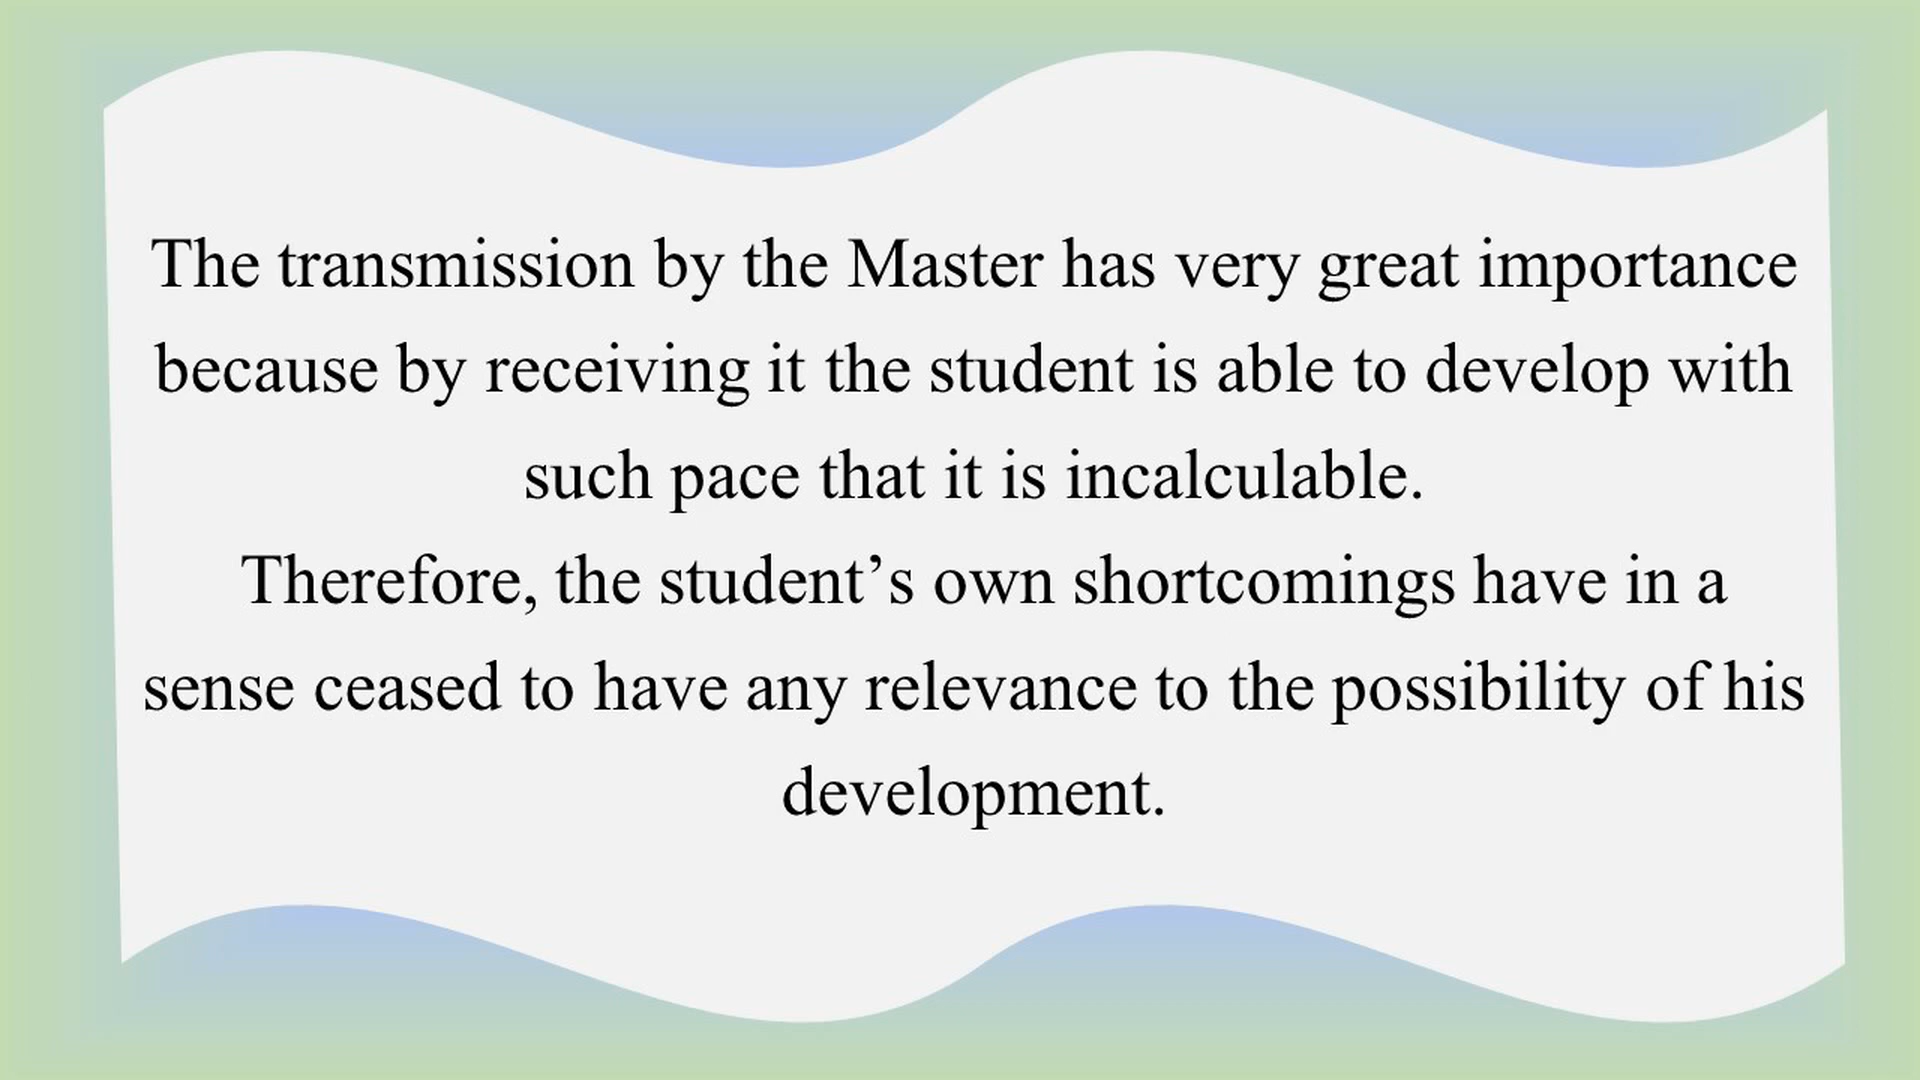 The transmission by the Master has very great importance
because by receiving it the student is able to develop with
such pace that it is incalculable.
Therefore, the student’s own shortcomings have in a
sense ceased to have any relevance to the possibility of his
development.